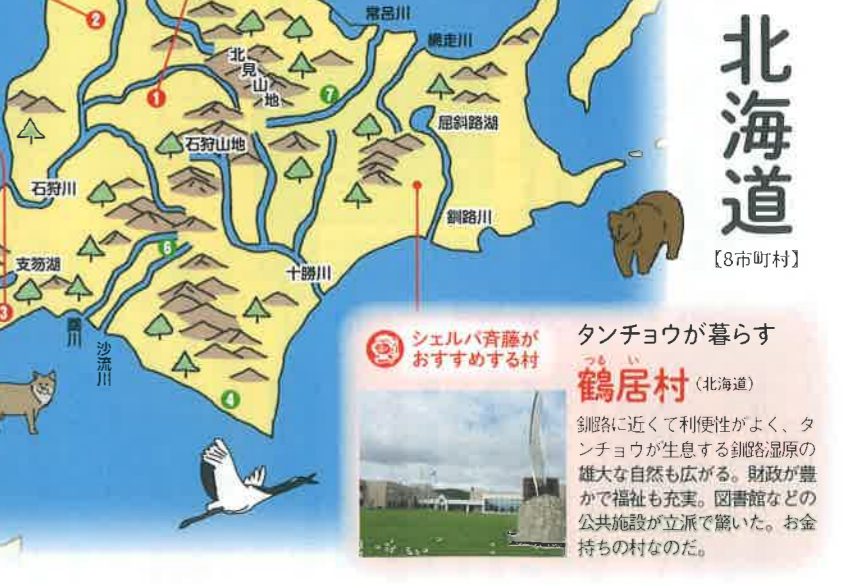 北海道
【8市町村】
常呂川
網走川
2
北見山地
1
7
屈斜路湖
石狩山地
石狩川
釧路川
6
支笏湖
十勝川
3
鵡川
沙流川
4
シェルパ斉藤が
おすすめする村
タンチョウが暮らす
つる い
鶴居村（北海道）
釧路に近くて利便性がよく、タ
ンチョウが生息する釧路湿原の
雄大な自然も広がる。財政が豊
かで福祉も充実。図書館などの
公共施設が立派で驚いた。お金
持ちの村なのだ。